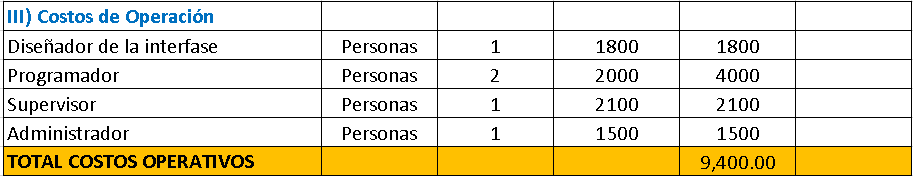 III) Costos de Operación
Diseñador de la interfase Personas 1 1800 1800
Programador Personas 2 2000 4000
Supervisor Personas 1 2100 2100
Administrador Personas 1 1500 1500
TOTAL COSTOS OPERATIVOS 9,400.00